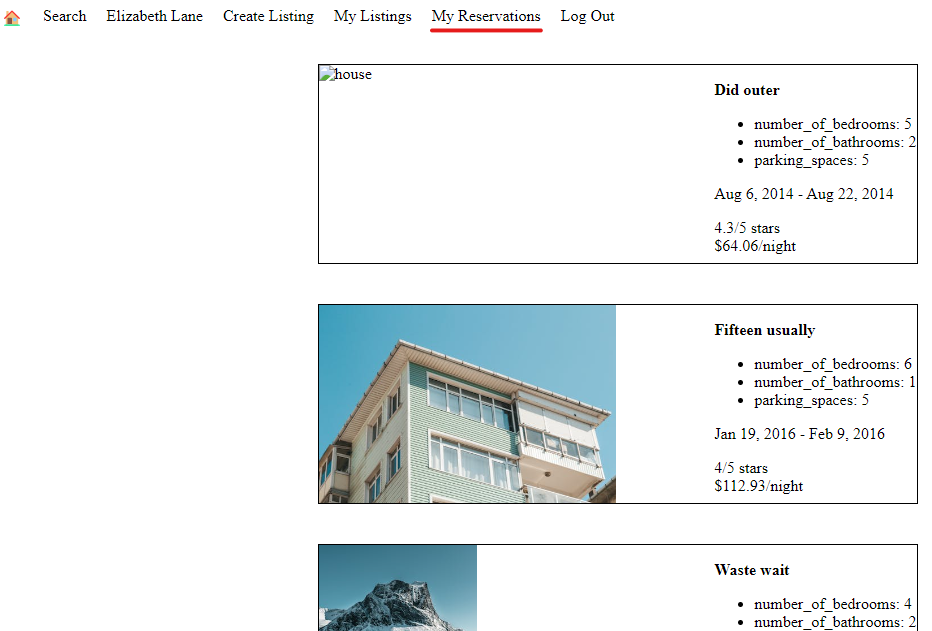 Search Elizabeth Lane Create Listing My Listings My Reservations Log Out
house
Did outer
number_of_bedrooms: 5
number_of_bathrooms: 2
parking_spaces: 5
Aug 6, 2014 - Aug 22, 2014
4.3/5 stars
$64.06/night
Fifteen usually
number_of_bedrooms: 6
number_of_bathrooms: 1
parking_spaces: 5
Jan 19, 2016 - Feb 9, 2016
4/5 stars
$112.93/night
Waste wait
number_of_bedrooms: 4
number_of_bathrooms: 2